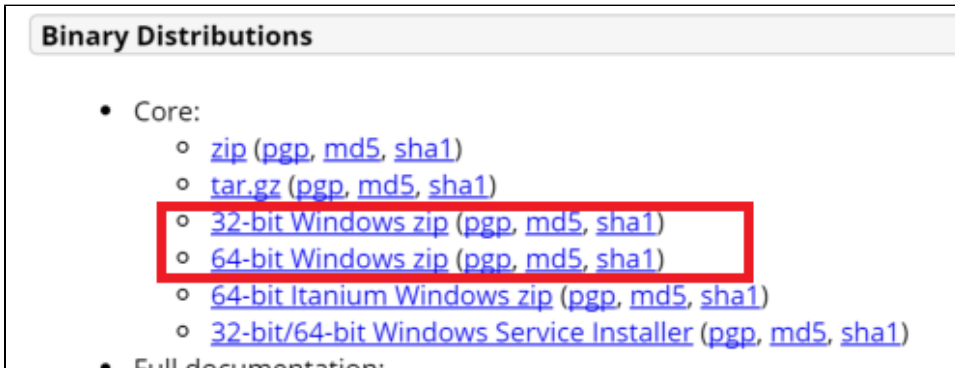 Binary Distributions
Core:
zip (pgp, md5, sha1)
tar.gz (pgp, md5, sha1)
32-bit Windows zip (pgp, md5, sha1)
64-bit Windows zip (pgp, md5, sha1)
64-bit Itanium Windows zip (pgp, md5, sha1)
32-bit/64-bit Windows Service Installer (pgp, md5, sha1)
Full documentation: